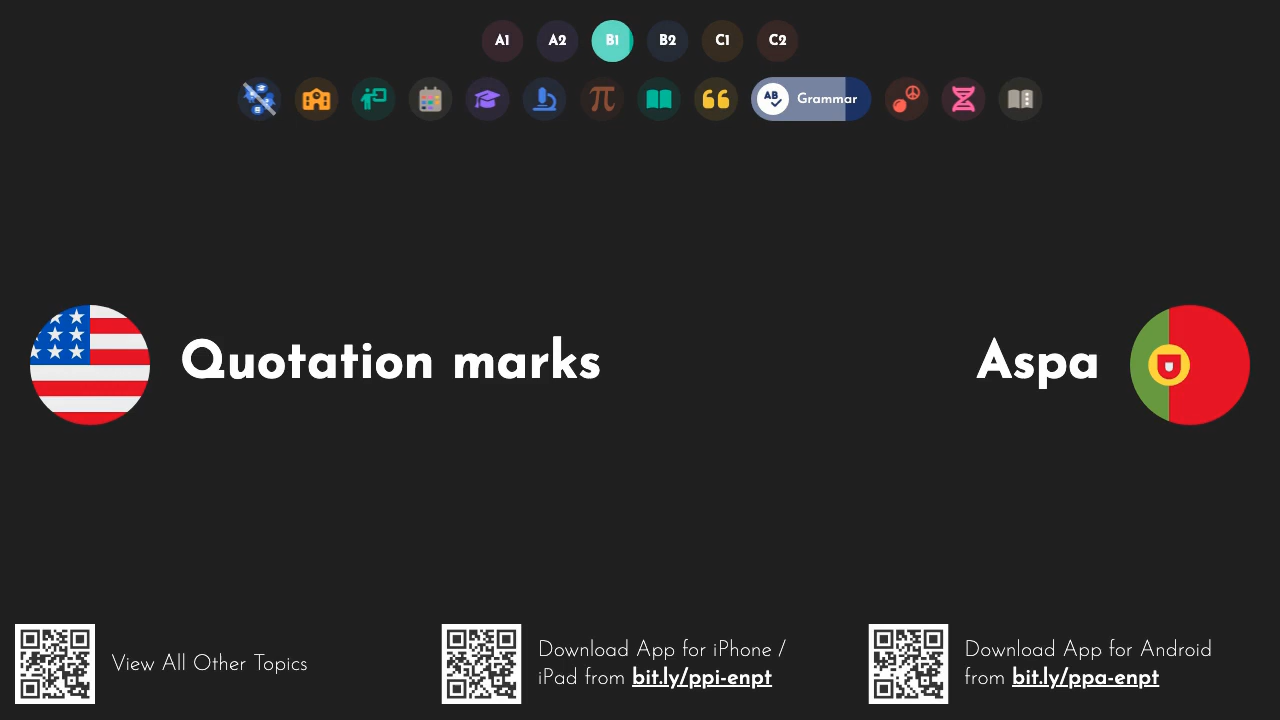 A1 A2 B1 B2 C1 C2
AB Grammar
Quotation marks
Aspa
View All Other Topics
Download App for iPhone /
iPad from bit.ly/ppi-enpt
Download App for Android
from bit.ly/ppa-enpt